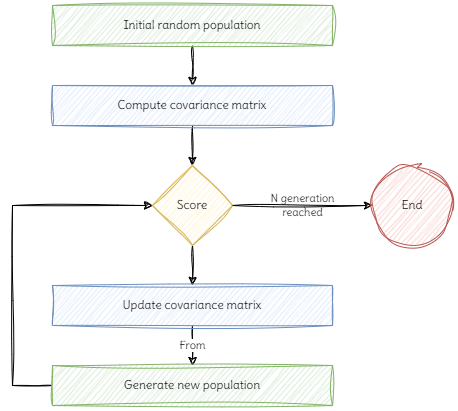 Initial random population
Compute covariance matrix
Score
N generation
reached
End
Update covariance matrix
From
Generate new population